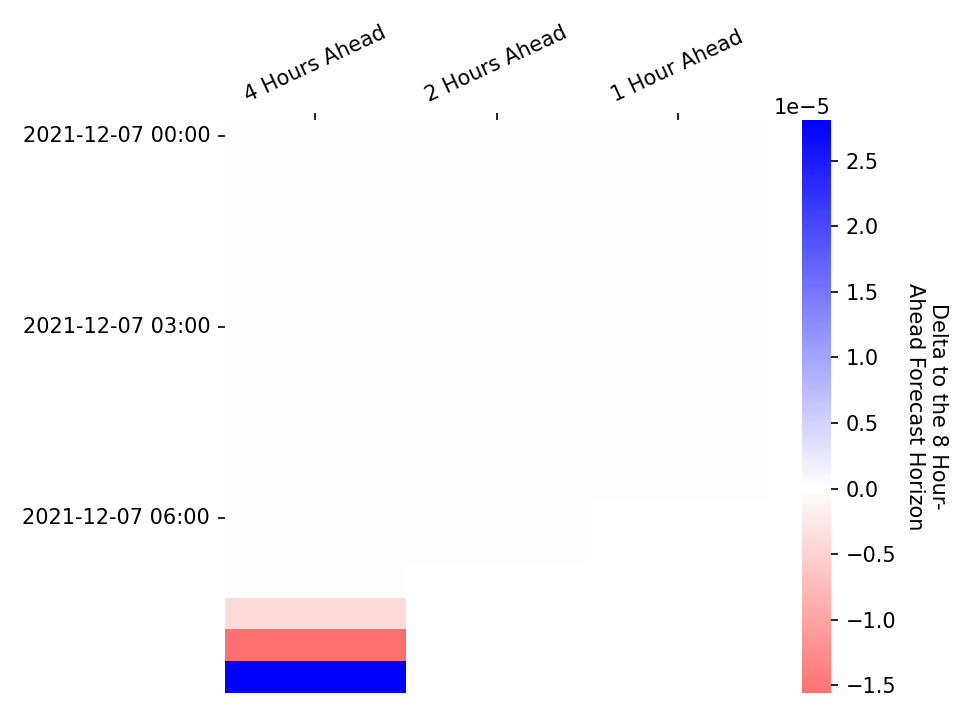 4 Hours Ahead
2 Hours Ahead
1 Hour Ahead
2021-12-07 00:00
2021-12-07 03:00
2021-12-07 06:00
1e−5
2.5
2.0
1.5
1.0
0.5
0.0
−0.5
−1.0
−1.5
Delta to the 8 Hour-
Ahead Forecast Horizon